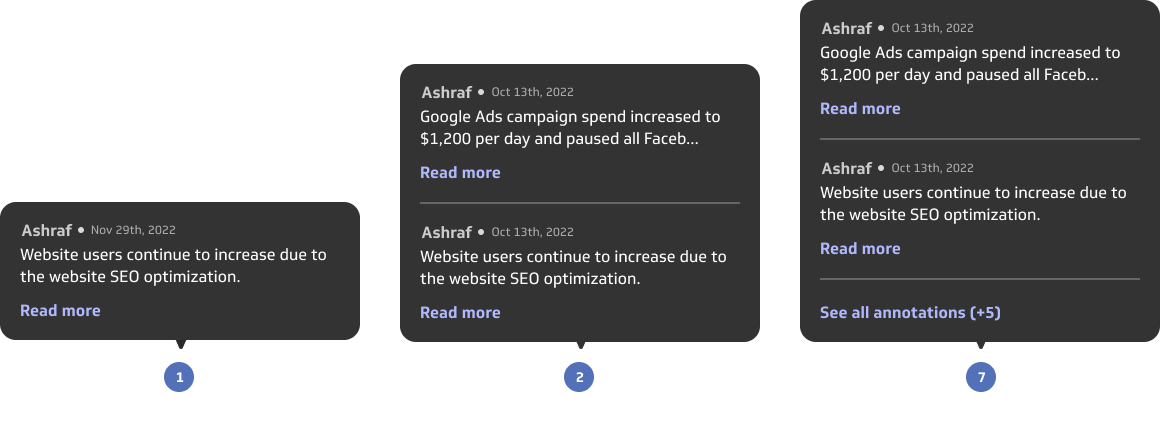 Ashraf • Nov 29th, 2022
Website users continue to increase due to
the website SEO optimization.
Read more
1
Ashraf • Oct 13th, 2022
Google Ads campaign spend increased to
$1,200 per day and paused all Faceb...
Read more
Ashraf • Oct 13th, 2022
Website users continue to increase due to
the website SEO optimization.
Read more
2
Ashraf • Oct 13th, 2022
Google Ads campaign spend increased to
$1,200 per day and paused all Faceb...
Read more
Ashraf • Oct 13th, 2022
Website users continue to increase due to
the website SEO optimization.
Read more
See all annotations (+5)
7